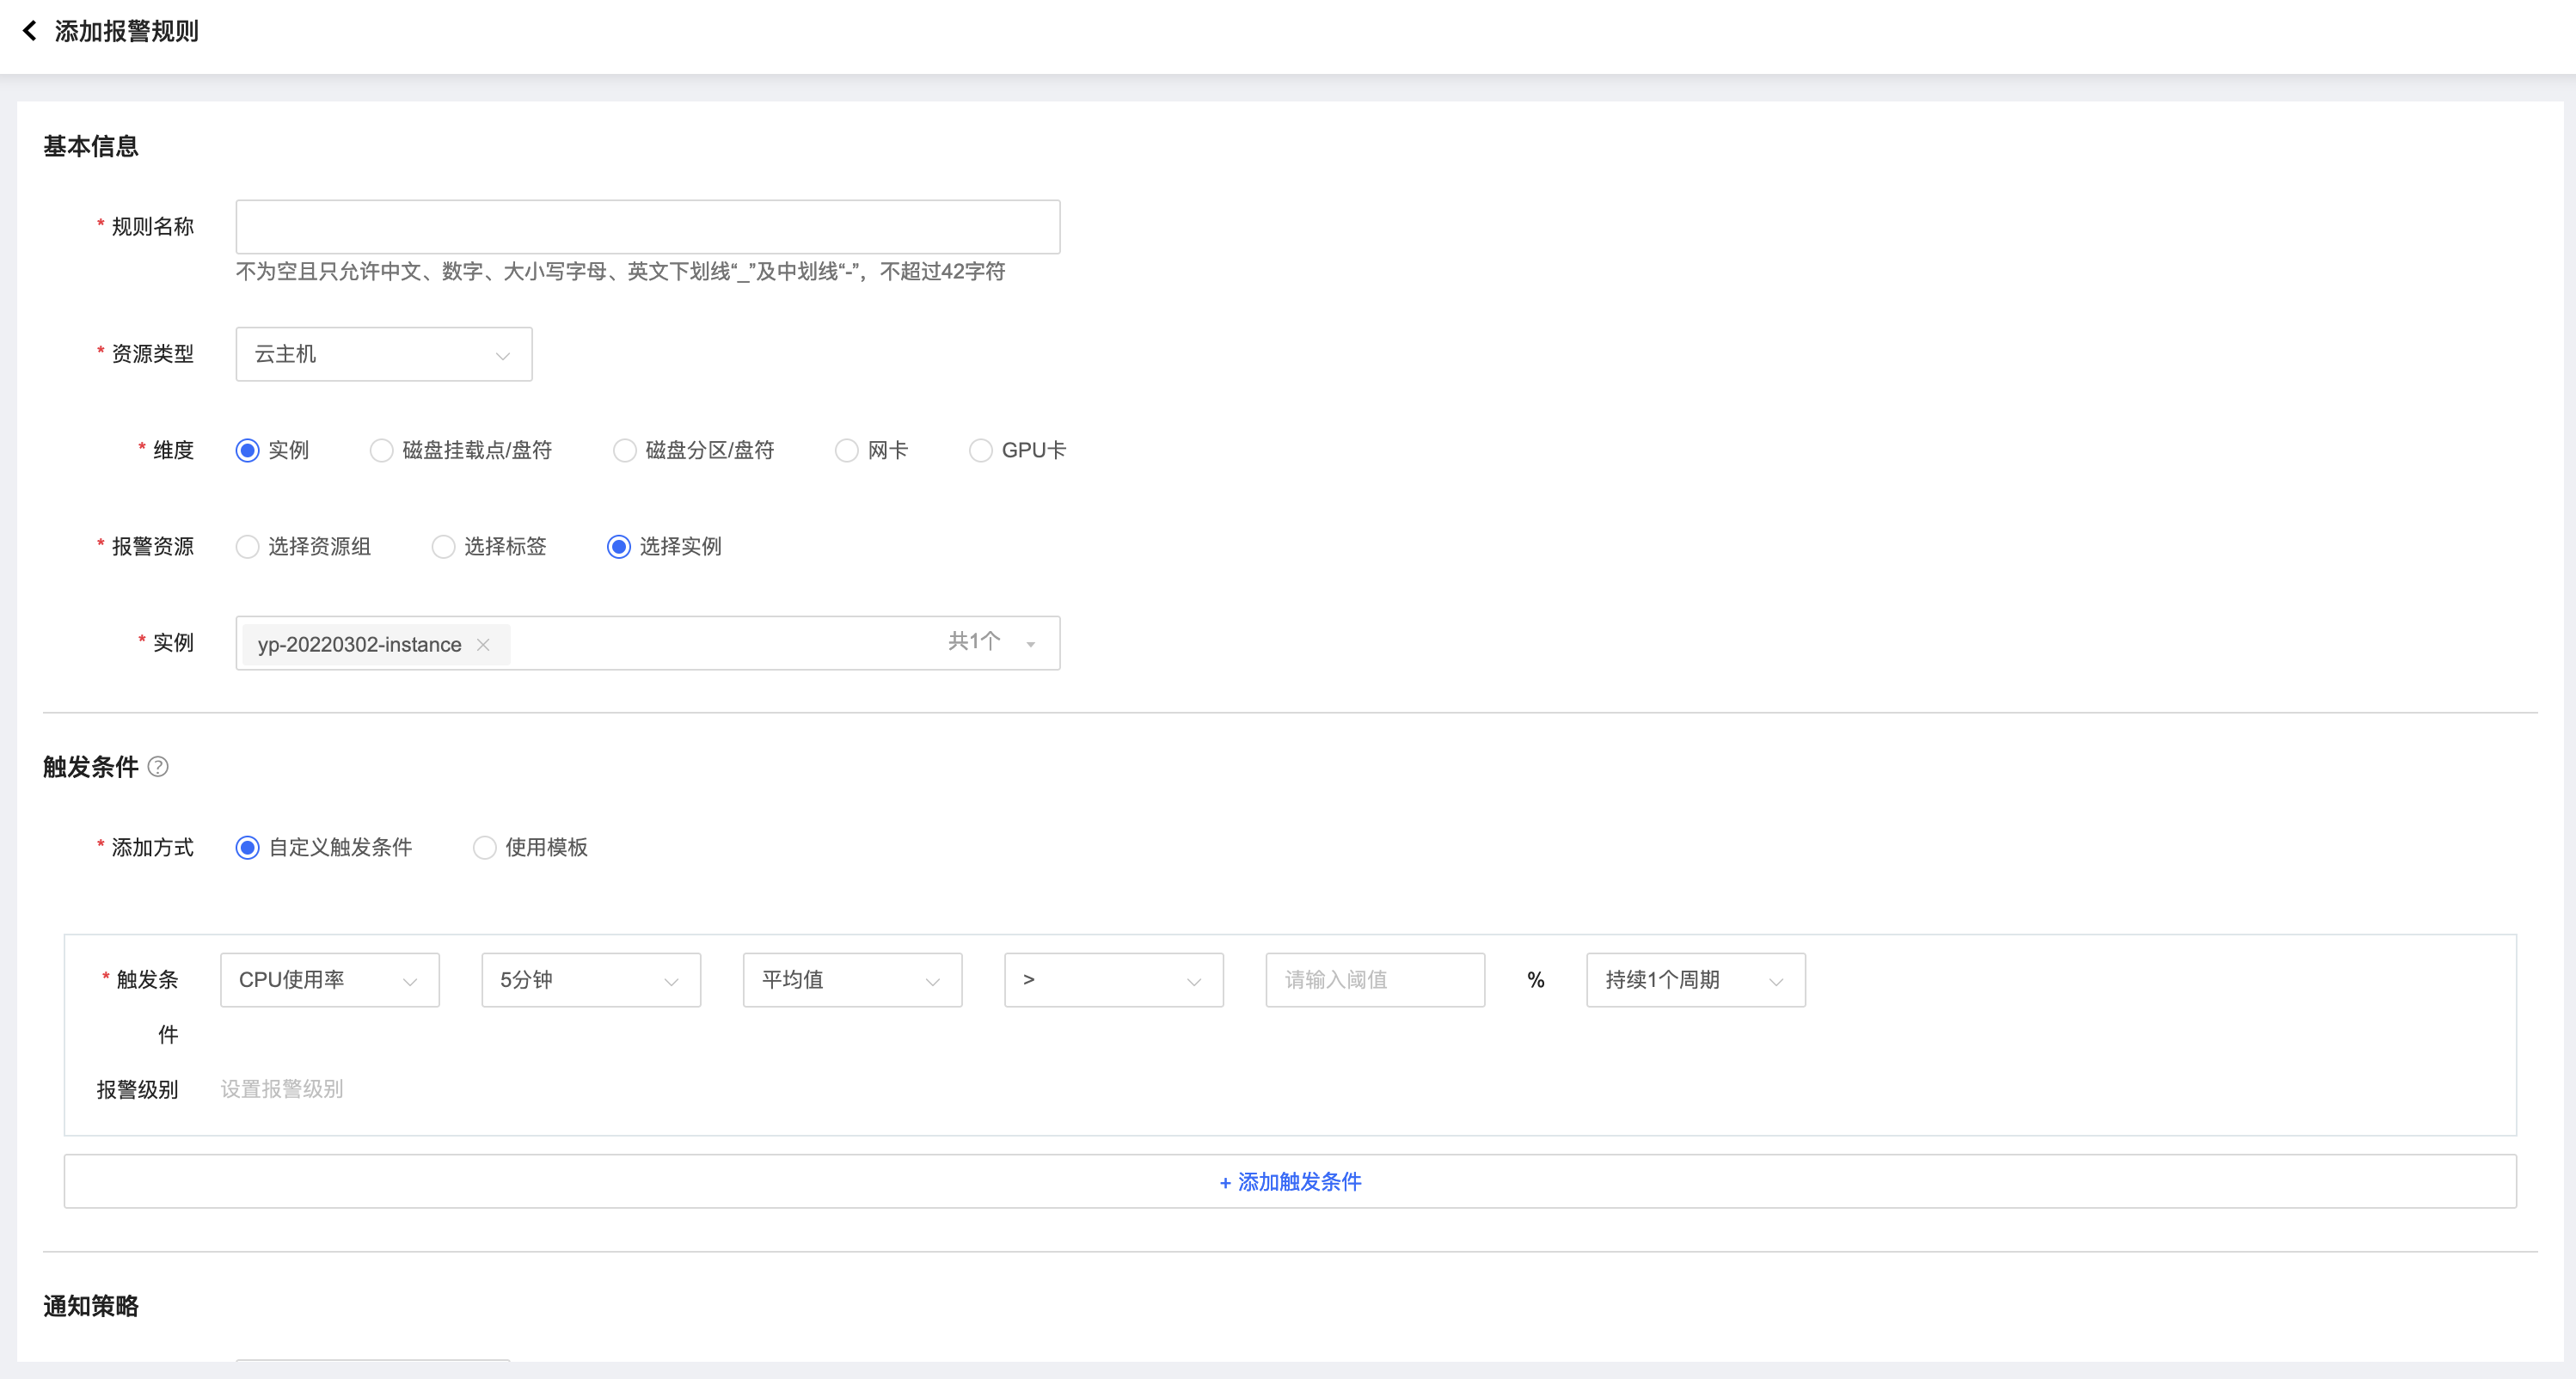 添加报警规则
基本信息
* 规则名称
不为空且只允许中文、数字、大小写字母、英文下划线“_”及中划线“-”，不超过42字符
* 资源类型 云主机
* 维度 实例 磁盘挂载点/盘符 磁盘分区/盘符 网卡 GPU卡
* 报警资源 选择资源组 选择标签 选择实例
* 实例 yp-20220302-instance × 共1个
触发条件 ?
* 添加方式 自定义触发条件 使用模板
* 触发条 CPU使用率 5分钟 平均值 > 请输入阈值 % 持续1个周期
件
报警级别 设置报警级别
+ 添加触发条件
通知策略